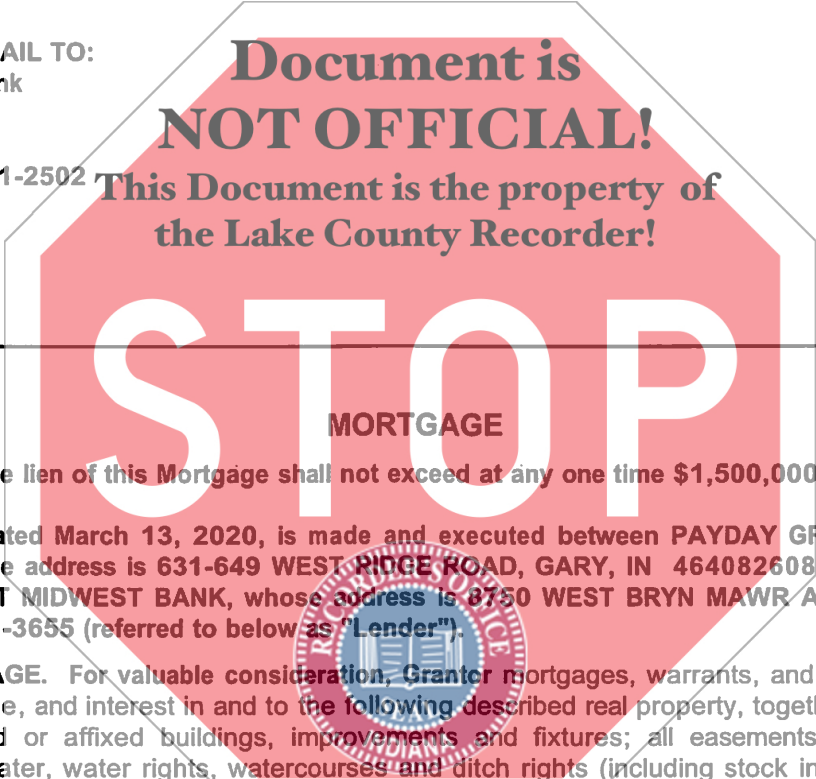 AIL TO:
nk
1-2502
Document is
NOT OFFICIAL!
This Document is the property of
the Lake County Recorder!
STOP
MORTGAGE
e lien of this Mortgage shall not exceed at any one time $1,500,000
ated March 13, 2020, is made and executed between PAYDAY GR
e address is 631-649 WEST RIDGE ROAD, GARY, IN 464082608
T MIDWEST BANK, whose address is 8750 WEST BRYN MAWR A
-3655 (referred to below as "Lender").
AGE. For valuable consideration, Grantor mortgages, warrants, and
e, and interest in and to the following described real property, togeth
d or affixed buildings, improvements and fixtures; all easements
ater, water rights, watercourses and ditch rights (including stock in
RECORDER'S OFFICE
INDIANA